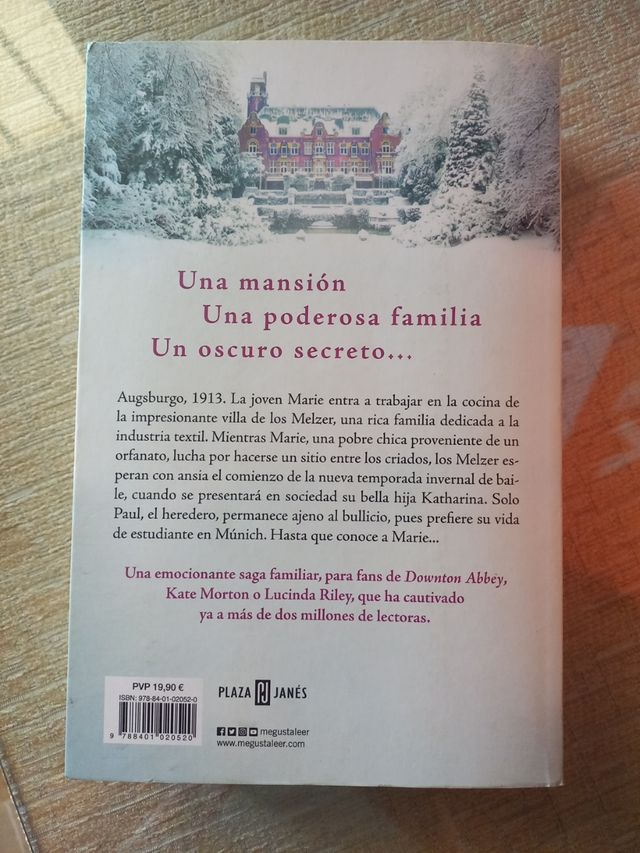 Una mansión
Una poderosa familia
Un oscuro secreto...
Augsburgo, 1913. La joven Marie entra a trabajar en la cocina de
la impresionante villa de los Melzer, una rica familia dedicada a la
industria textil. Mientras Marie, una pobre chica proveniente de un
orfanato, lucha por hacerse un sitio entre los criados, los Melzer es-
peran con ansia el comienzo de la nueva temporada invernal de bai-
le, cuando se presentará en sociedad su bella hija Katharina. Solo
Paul, el heredero, permanece ajeno al bullicio, pues prefiere su vida
de estudiante en Múnich. Hasta que conoce a Marie...
Una emocionante saga familiar, para fans de Downton Abbey,
Kate Morton o Lucinda Riley, que ha cautivado
ya a más de dos millones de lectoras.
PVP 19,90 €
ISBN: 978-84-01-02052-0
9 788401 020520
PLAZA PJ JANÉS
megustaleer
www.megustaleer.com